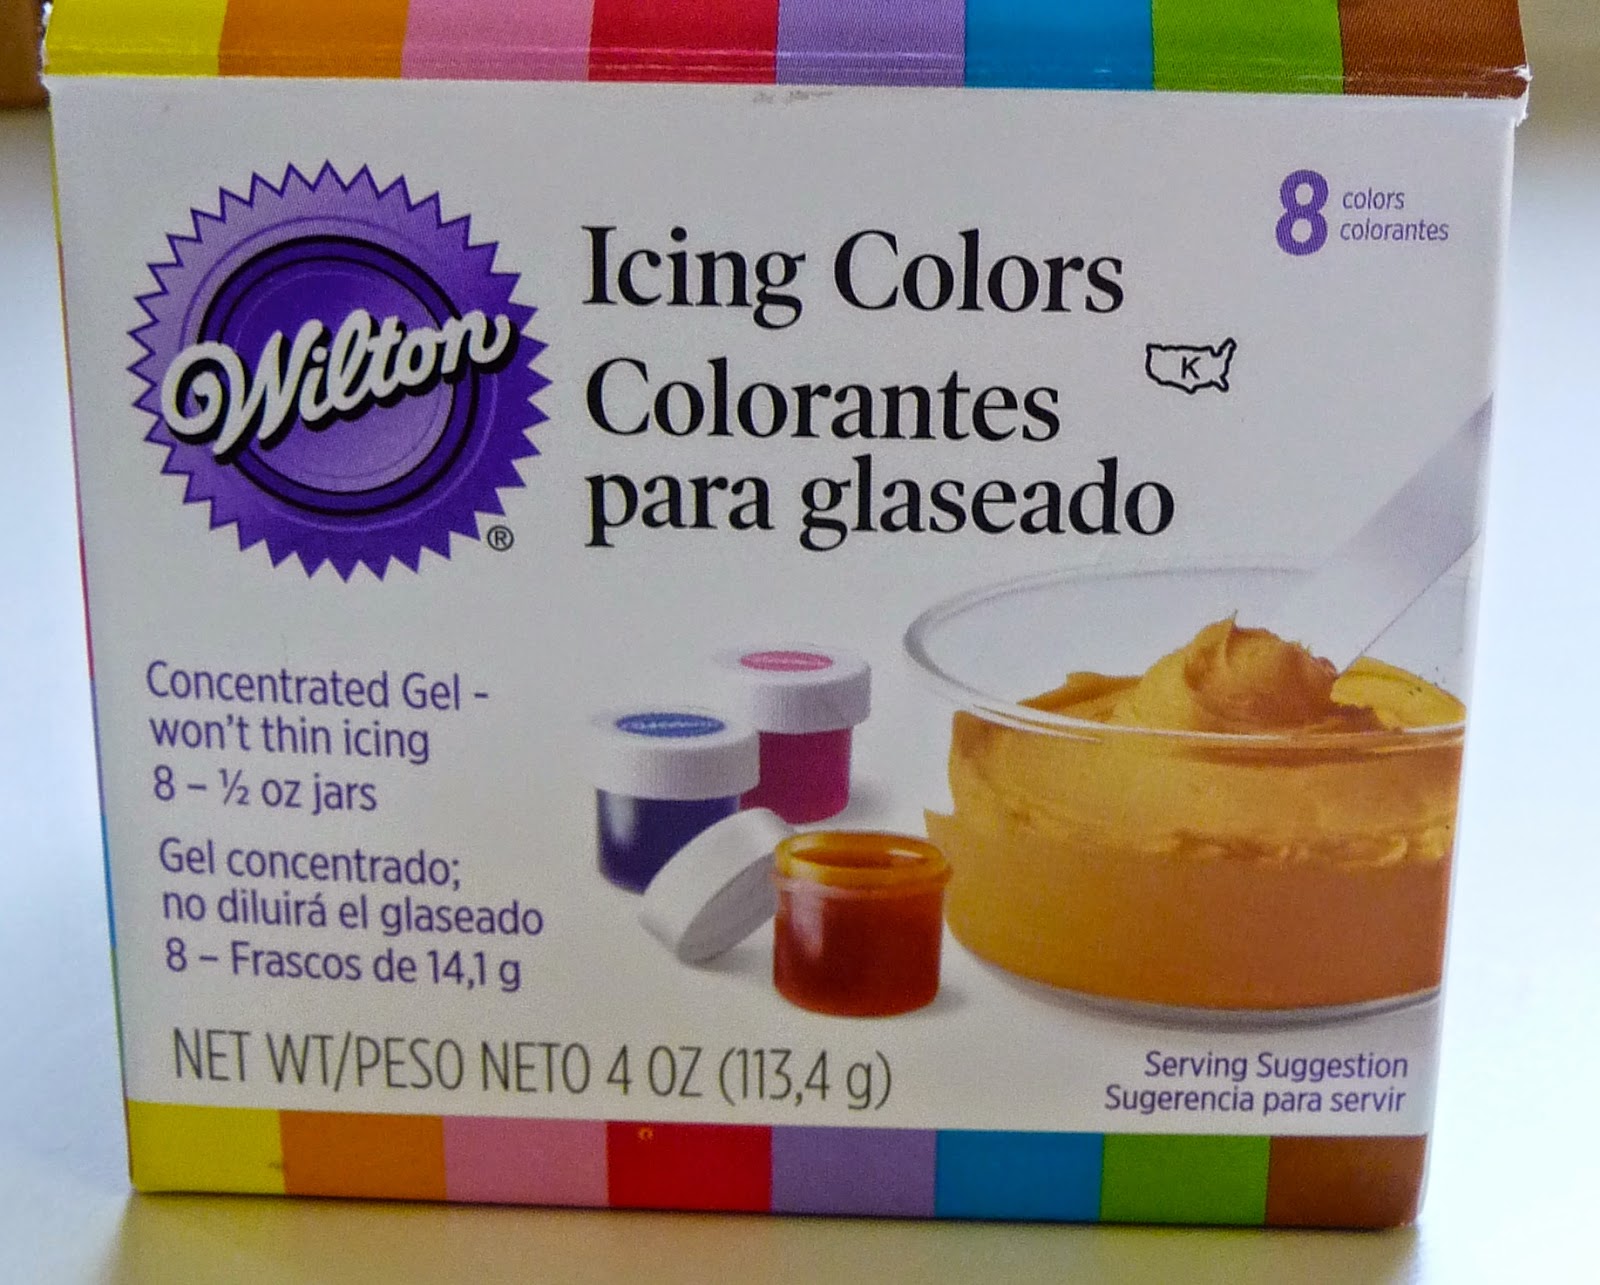 Wilton
®
Icing Colors
Colorantes
para glaseado
K
8 colors
colorantes
Concentrated Gel -
won't thin icing
8 – ½ oz jars
Gel concentrado;
no diluirá el glaseado
8 – Frascos de 14,1 g
NET WT/PESO NETO 4 OZ (113,4 g)
Serving Suggestion
Sugerencia para servir